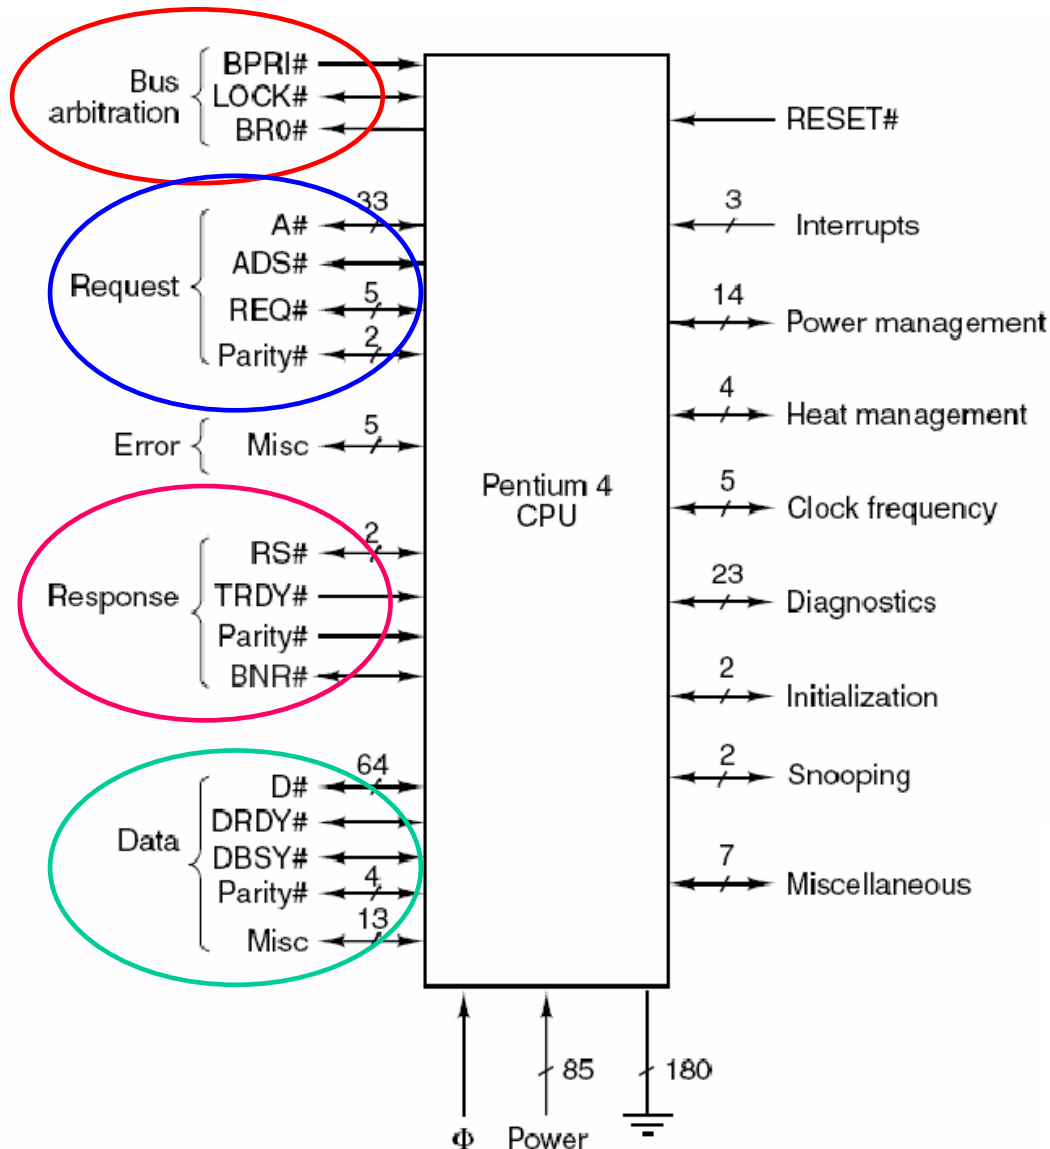 Bus
arbitration
BPRI#
LOCK#
BR0#
Request
A# 33
ADS#
REQ# 5
Parity# 2
Error
Misc 5
Response
RS# 2
TRDY#
Parity#
BNR#
Data
D# 64
DRDY#
DBSY#
Parity# 4
Misc 13
Pentium 4
CPU
RESET#
3 Interrupts
14 Power management
4 Heat management
5 Clock frequency
23 Diagnostics
2 Initialization
2 Snooping
7 Miscellaneous
85
180
Φ
Power